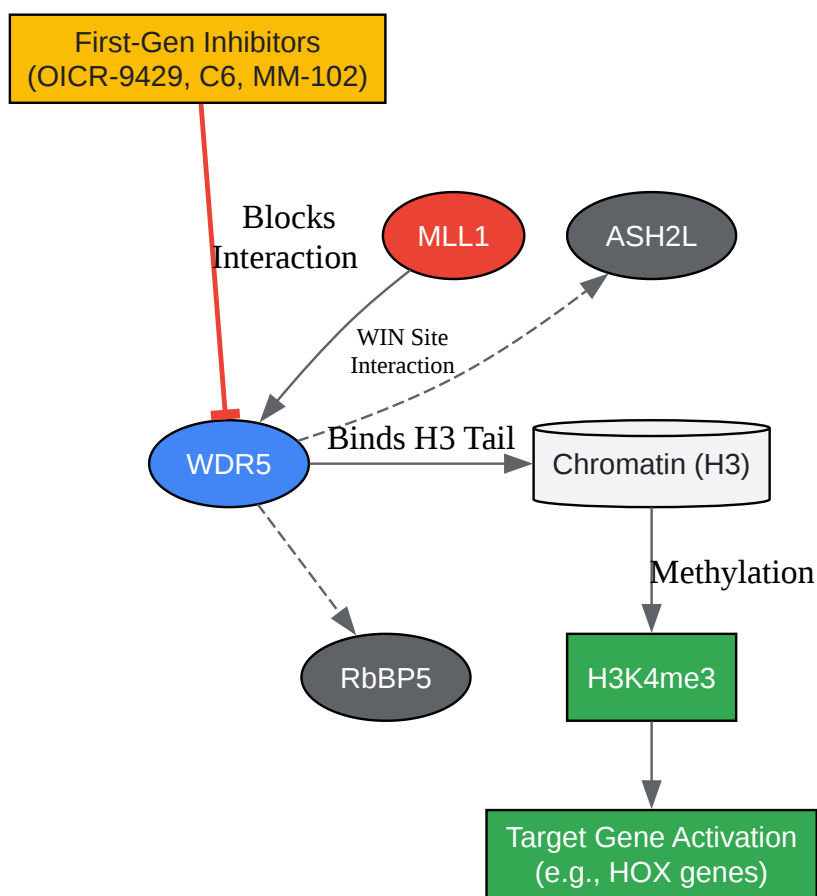 First-Gen Inhibitors
(OICR-9429, C6, MM-102)
Blocks
Interaction
MLL1
ASH2L
WIN Site
Interaction
WDR5
Binds H3 Tail
Chromatin (H3)
Methylation
RbBP5
H3K4me3
Target Gene Activation
(e.g., HOX genes)